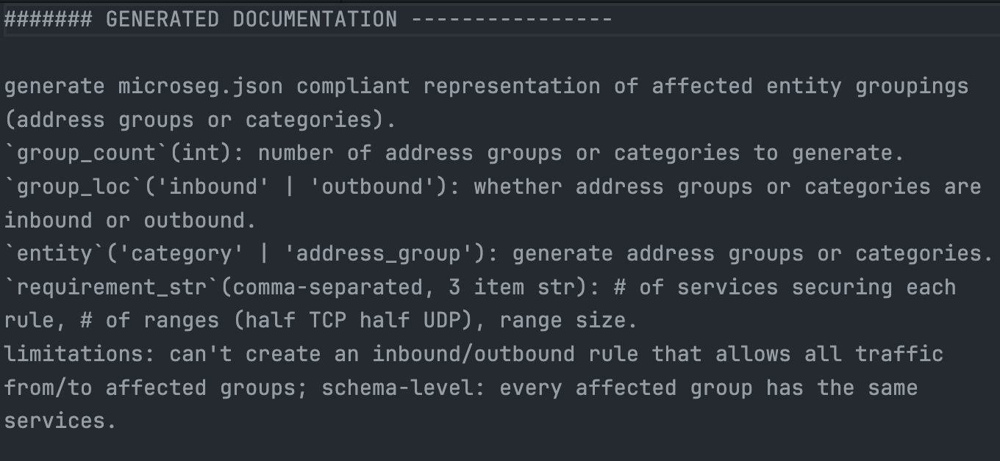 ####### GENERATED DOCUMENTATION ----------------
generate microseg.json compliant representation of affected entity groupings
(address groups or categories).
`group_count`(int): number of address groups or categories to generate.
`group_loc`('inbound' | 'outbound'): whether address groups or categories are
inbound or outbound.
`entity`('category' | 'address_group'): generate address groups or categories.
`requirement_str`(comma-separated, 3 item str): # of services securing each
rule, # of ranges (half TCP half UDP), range size.
limitations: can't create an inbound/outbound rule that allows all traffic
from/to affected groups; schema-level: every affected group has the same
services.